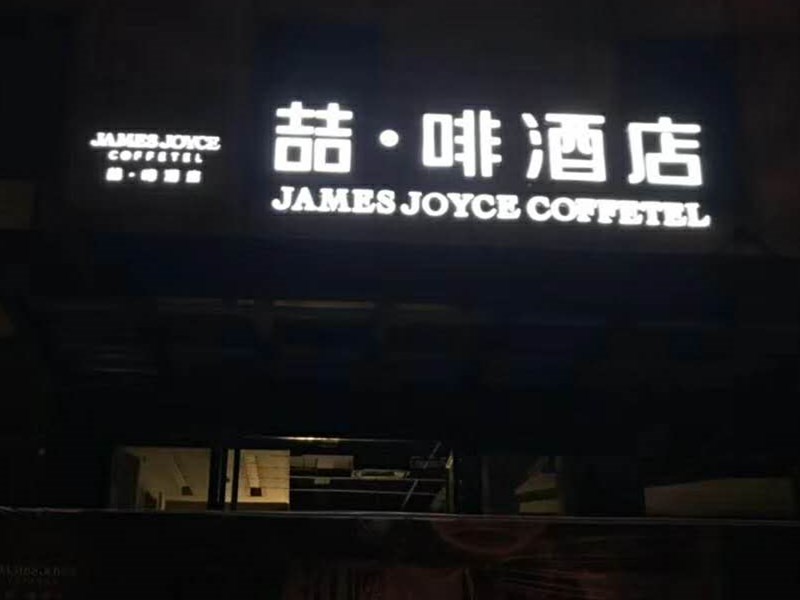 JAMES JOYCE
COFFETEL
喆·啡酒店
喆·啡酒店
JAMES JOYCE COFFETEL